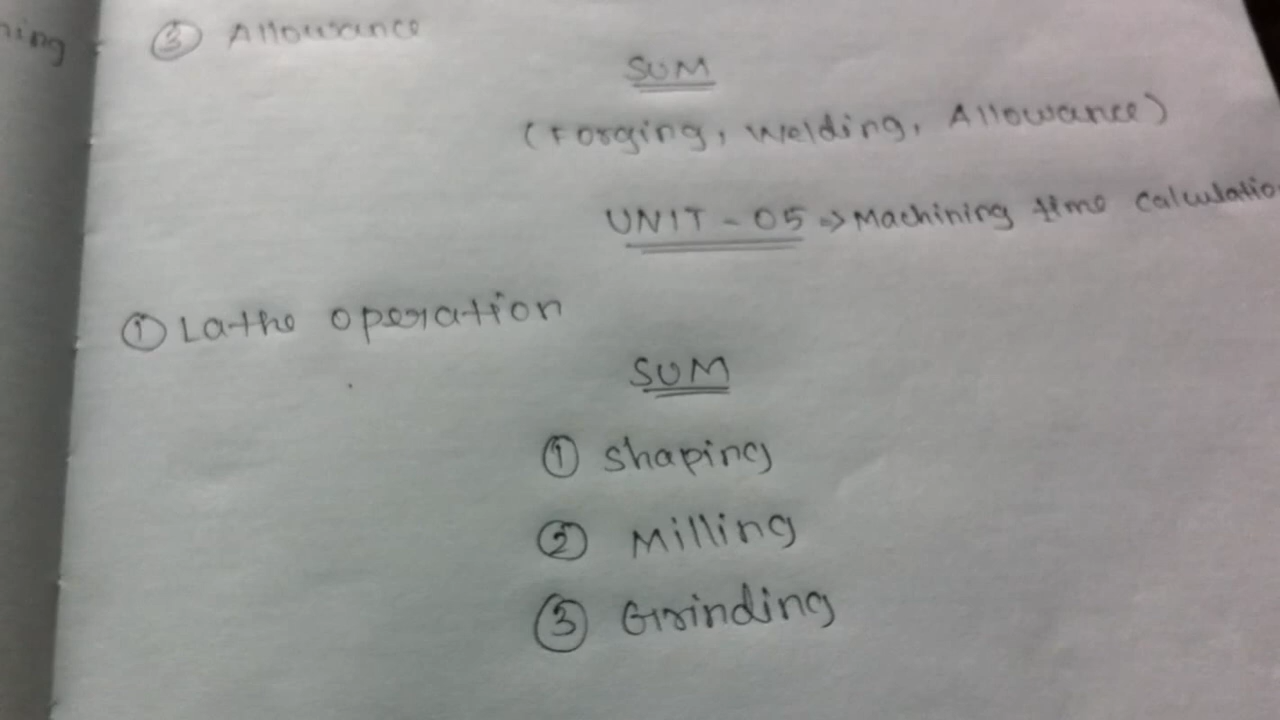 ③ Allowance
SUM
(Forging, Welding, Allowance)
UNIT - 05 => Machining time calculatio
① Lathe operation
SUM
① shaping
② Milling
③ Grinding